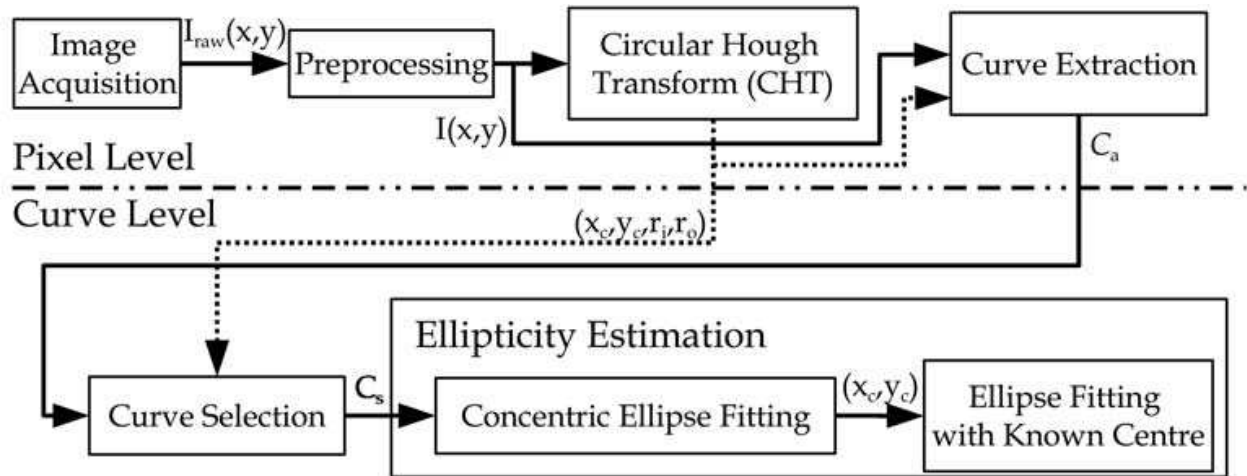 Image
Acquisition
I_raw(x,y)
Preprocessing
Circular Hough
Transform (CHT)
Curve Extraction
I(x,y)
C_a
Pixel Level
Curve Level
(x_c,y_c,r_i,r_o)
Ellipticity Estimation
Curve Selection
C_s
Concentric Ellipse Fitting
(x_c,y_c)
Ellipse Fitting
with Known Centre